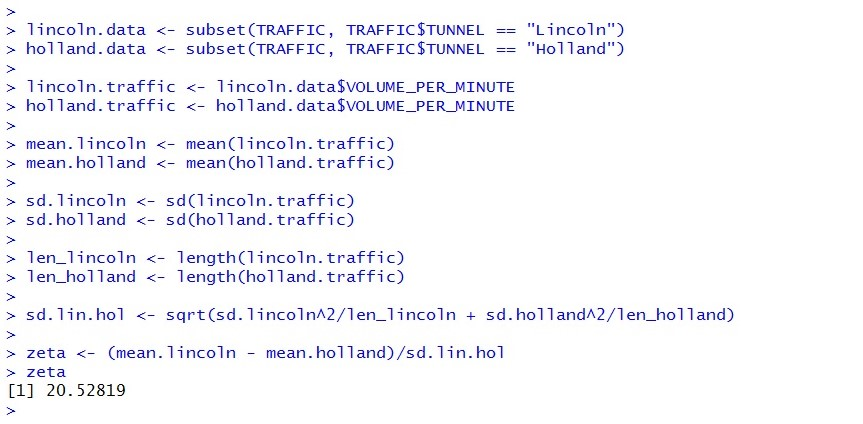 >
> lincoln.data <- subset(TRAFFIC, TRAFFIC$TUNNEL == "Lincoln")
> holland.data <- subset(TRAFFIC, TRAFFIC$TUNNEL == "Holland")
>
> lincoln.traffic <- lincoln.data$VOLUME_PER_MINUTE
> holland.traffic <- holland.data$VOLUME_PER_MINUTE
>
> mean.lincoln <- mean(lincoln.traffic)
> mean.holland <- mean(holland.traffic)
>
> sd.lincoln <- sd(lincoln.traffic)
> sd.holland <- sd(holland.traffic)
>
> len_lincoln <- length(lincoln.traffic)
> len_holland <- length(holland.traffic)
>
> sd.lin.hol <- sqrt(sd.lincoln^2/len_lincoln + sd.holland^2/len_holland)
>
> zeta <- (mean.lincoln - mean.holland)/sd.lin.hol
> zeta
[1] 20.52819
>